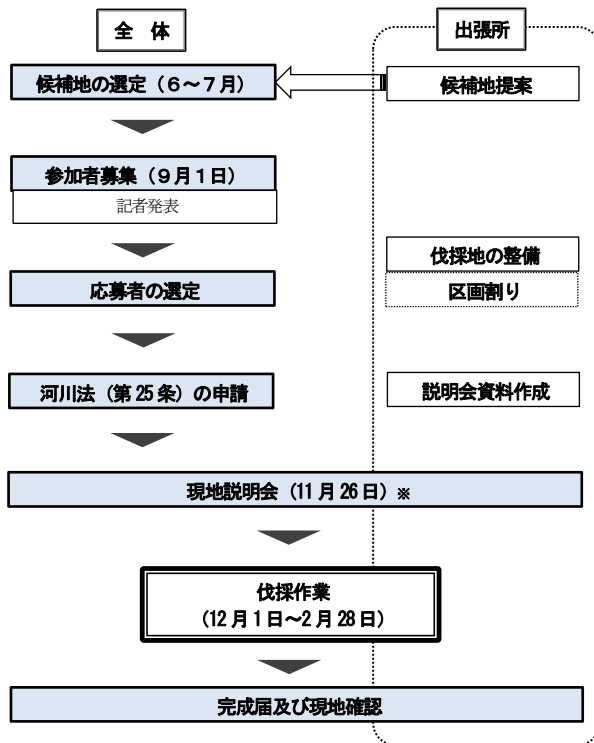 全　体
出張所
候補地の選定（６～７月）
候補地提案
参加者募集（９月１日）
記者発表
伐採地の整備
区画割り
応募者の選定
河川法（第25条）の申請
説明会資料作成
現地説明会（11月26日）※
伐採作業
（12月1日～2月28日）
完成届及び現地確認